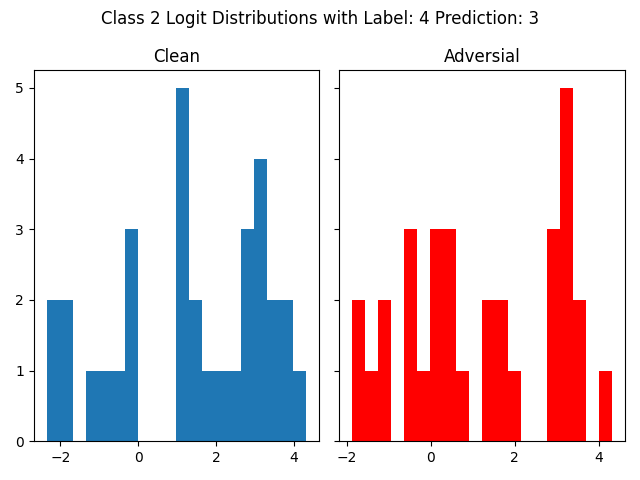 Class 2 Logit Distributions with Label: 4 Prediction: 3
Clean
Adversial
5
4
3
2
1
0
−2 0 2 4
−2 0 2 4